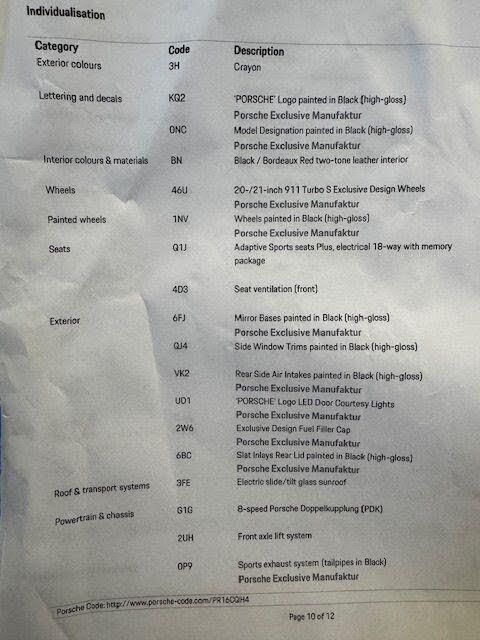 Individualisation
Category Code Description
Exterior colours 3H Crayon
Lettering and decals KQ2 'PORSCHE' Logo painted in Black (high-gloss)
Porsche Exclusive Manufaktur
0NC Model Designation painted in Black (high-gloss)
Porsche Exclusive Manufaktur
Interior colours & materials BN Black / Bordeaux Red two-tone leather interior
Wheels 46U 20-/21-inch 911 Turbo S Exclusive Design Wheels
Porsche Exclusive Manufaktur
Painted wheels 1NV Wheels painted in Black (high-gloss)
Porsche Exclusive Manufaktur
Seats Q1J Adaptive Sports seats Plus, electrical 18-way with memory
package
4D3 Seat ventilation (front)
Exterior 6FJ Mirror Bases painted in Black (high-gloss)
Porsche Exclusive Manufaktur
QJ4 Side Window Trims painted in Black (high-gloss)
VK2 Rear Side Air Intakes painted in Black (high-gloss)
Porsche Exclusive Manufaktur
UD1 'PORSCHE' Logo LED Door Courtesy Lights
Porsche Exclusive Manufaktur
2W6 Exclusive Design Fuel Filler Cap
Porsche Exclusive Manufaktur
6BC Slat Inlays Rear Lid painted in Black (high-gloss)
Porsche Exclusive Manufaktur
Roof & transport systems 3FE Electric slide/tilt glass sunroof
Powertrain & chassis G1G 8-speed Porsche Doppelkupplung (PDK)
2UH Front axle lift system
0P9 Sports exhaust system (tailpipes in Black)
Porsche Exclusive Manufaktur
Porsche Code: http://www.porsche-code.com/PR16CQH4
Page 10 of 12